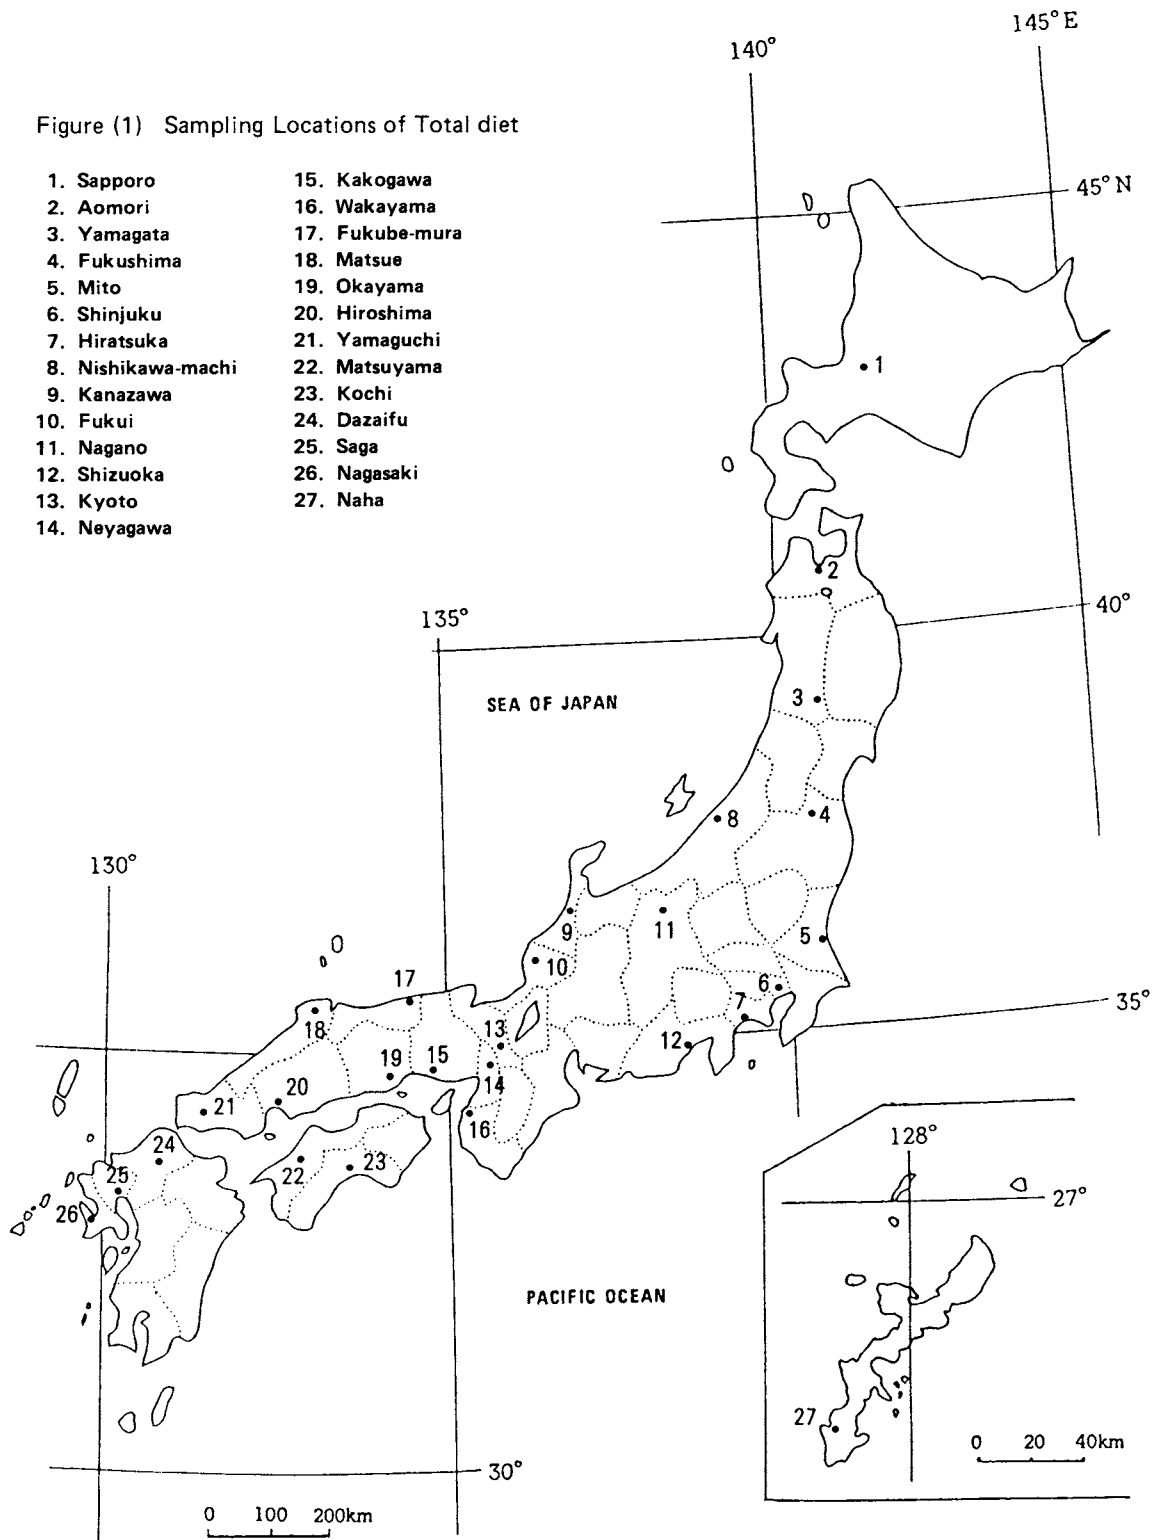 145°E
140°
Figure (1) Sampling Locations of Total diet
1. Sapporo
2. Aomori
3. Yamagata
4. Fukushima
5. Mito
6. Shinjuku
7. Hiratsuka
8. Nishikawa-machi
9. Kanazawa
10. Fukui
11. Nagano
12. Shizuoka
13. Kyoto
14. Neyagawa
15. Kakogawa
16. Wakayama
17. Fukube-mura
18. Matsue
19. Okayama
20. Hiroshima
21. Yamaguchi
22. Matsuyama
23. Kochi
24. Dazaifu
25. Saga
26. Nagasaki
27. Naha
45°N
1
2
40°
135°
SEA OF JAPAN
3
8
4
130°
9
11
5
10
17
6
7
35°
18
13
12
19
15
14
20
21
16
128°
24
22
23
25
27°
26
PACIFIC OCEAN
27
0 20 40km
30°
0 100 200km